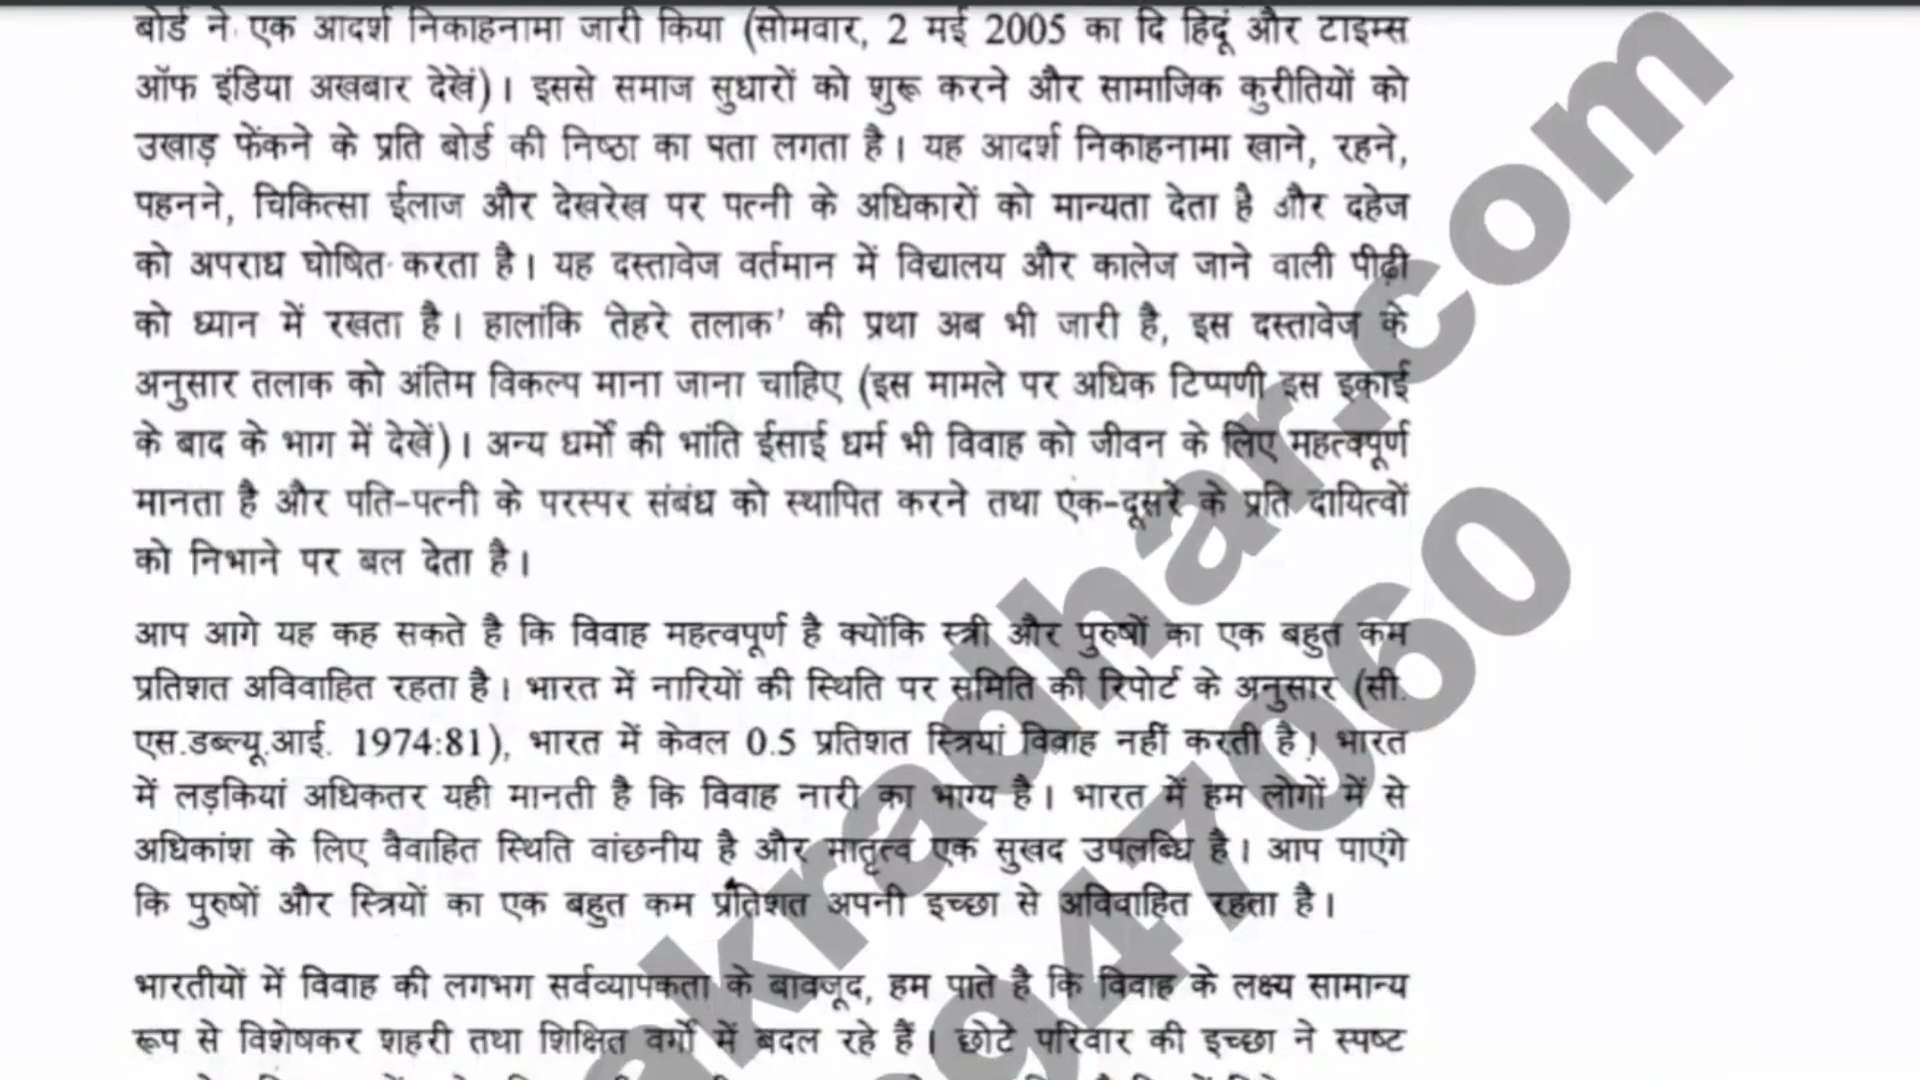 बोर्ड ने एक आदर्श निकाहनामा जारी किया (सोमवार, 2 मई 2005 का दि हिदूं और टाइम्स
ऑफ इंडिया अखबार देखें)। इससे समाज सुधारों को शुरू करने और सामाजिक कुरीतियों को
उखाड़ फेंकने के प्रति बोर्ड की निष्ठा का पता लगता है। यह आदर्श निकाहनामा खाने, रहने,
पहनने, चिकित्सा ईलाज और देखरेख पर पत्नी के अधिकारों को मान्यता देता है और दहेज
को अपराध घोषित करता है। यह दस्तावेज वर्तमान में विद्यालय और कालेज जाने वाली पीढ़ी
को ध्यान में रखता है। हालांकि 'तेहरे तलाक' की प्रथा अब भी जारी है, इस दस्तावेज के
अनुसार तलाक को अंतिम विकल्प माना जाना चाहिए (इस मामले पर अधिक टिप्पणी इस इकाई
के बाद के भाग में देखें)। अन्य धर्मों की भांति ईसाई धर्म भी विवाह को जीवन के लिए महत्वपूर्ण
मानता है और पति-पत्नी के परस्पर संबंध को स्थापित करने तथा एक-दूसरे के प्रति दायित्वों
को निभाने पर बल देता है।
आप आगे यह कह सकते है कि विवाह महत्वपूर्ण है क्योंकि स्त्री और पुरुषों का एक बहुत कम
प्रतिशत अविवाहित रहता है। भारत में नारियों की स्थिति पर समिति की रिपोर्ट के अनुसार (सी.
एस.डब्ल्यू.आई. 1974:81), भारत में केवल 0.5 प्रतिशत स्त्रियां विवाह नहीं करती है। भारत
में लड़कियां अधिकतर यही मानती है कि विवाह नारी का भाग्य है। भारत में हम लोगों में से
अधिकांश के लिए वैवाहित स्थिति वांछनीय है और मातृत्व एक सुखद उपलब्धि है। आप पाएंगे
कि पुरुषों और स्त्रियों का एक बहुत कम प्रतिशत अपनी इच्छा से अविवाहित रहता है।
भारतीयों में विवाह की लगभग सर्वव्यापकता के बावजूद, हम पाते है कि विवाह के लक्ष्य सामान्य
रूप से विशेषकर शहरी तथा शिक्षित वर्गों में बदल रहे हैं। छोटे परिवार की इच्छा ने स्पष्ट
akradhar.com
947060